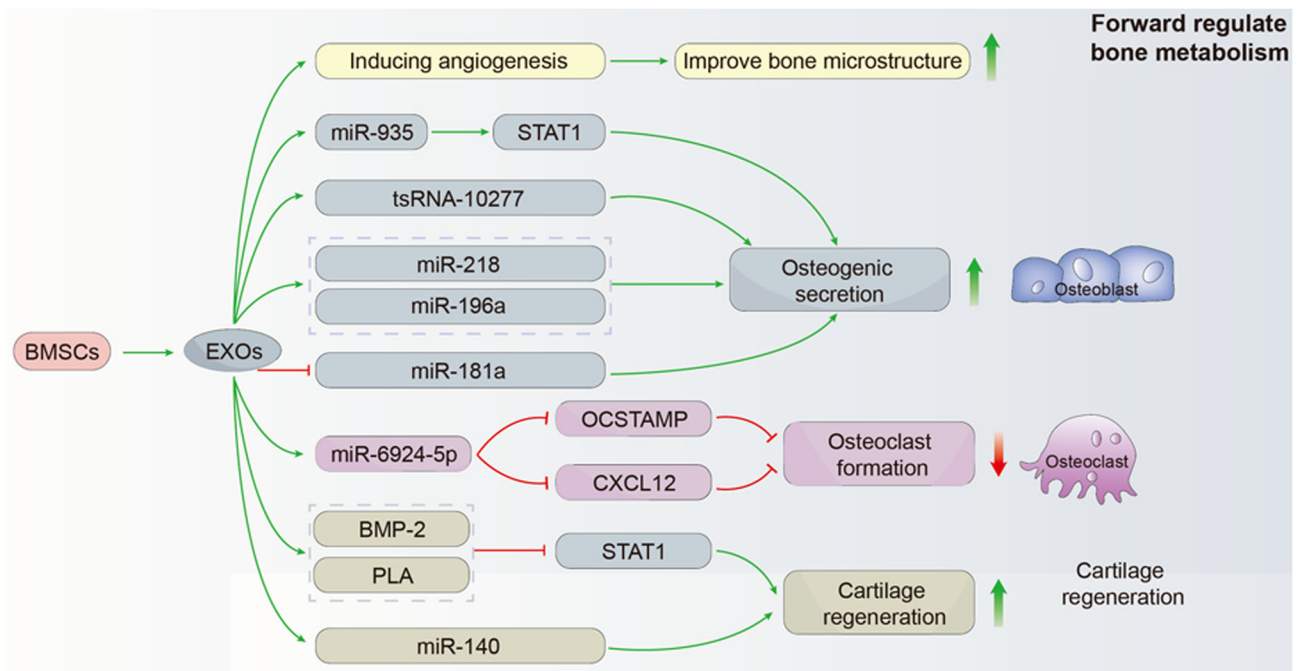 Forward regulate
bone metabolism
Inducing angiogenesis
Improve bone microstructure
miR-935
STAT1
tsRNA-10277
miR-218
miR-196a
Osteogenic
secretion
Osteoblast
BMSCs
EXOs
miR-181a
OCSTAMP
miR-6924-5p
CXCL12
Osteoclast
formation
Osteoclast
BMP-2
PLA
STAT1
Cartilage
regeneration
Cartilage
regeneration
miR-140